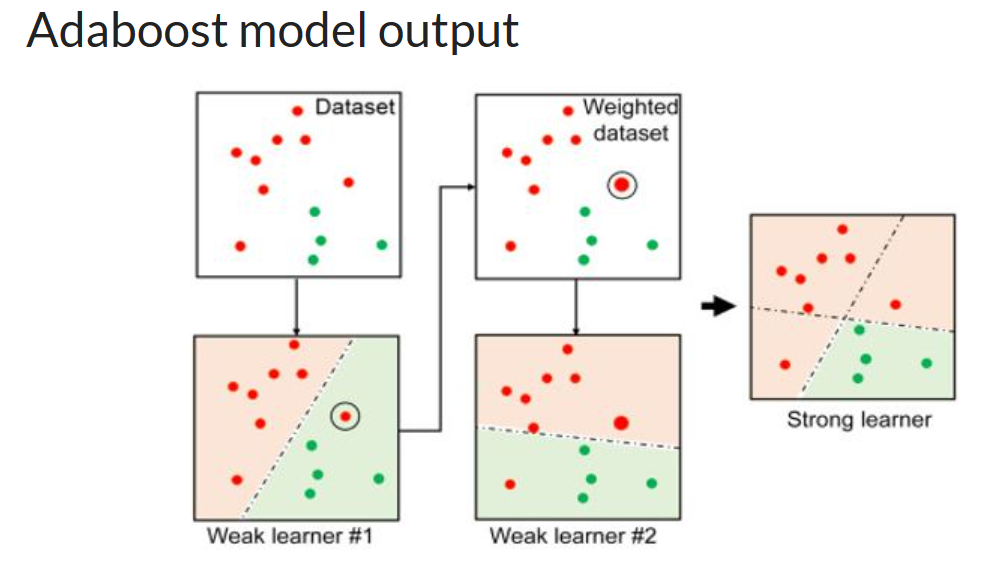 Adaboost model output
Dataset
Weighted
dataset
Weak learner #1
Weak learner #2
Strong learner